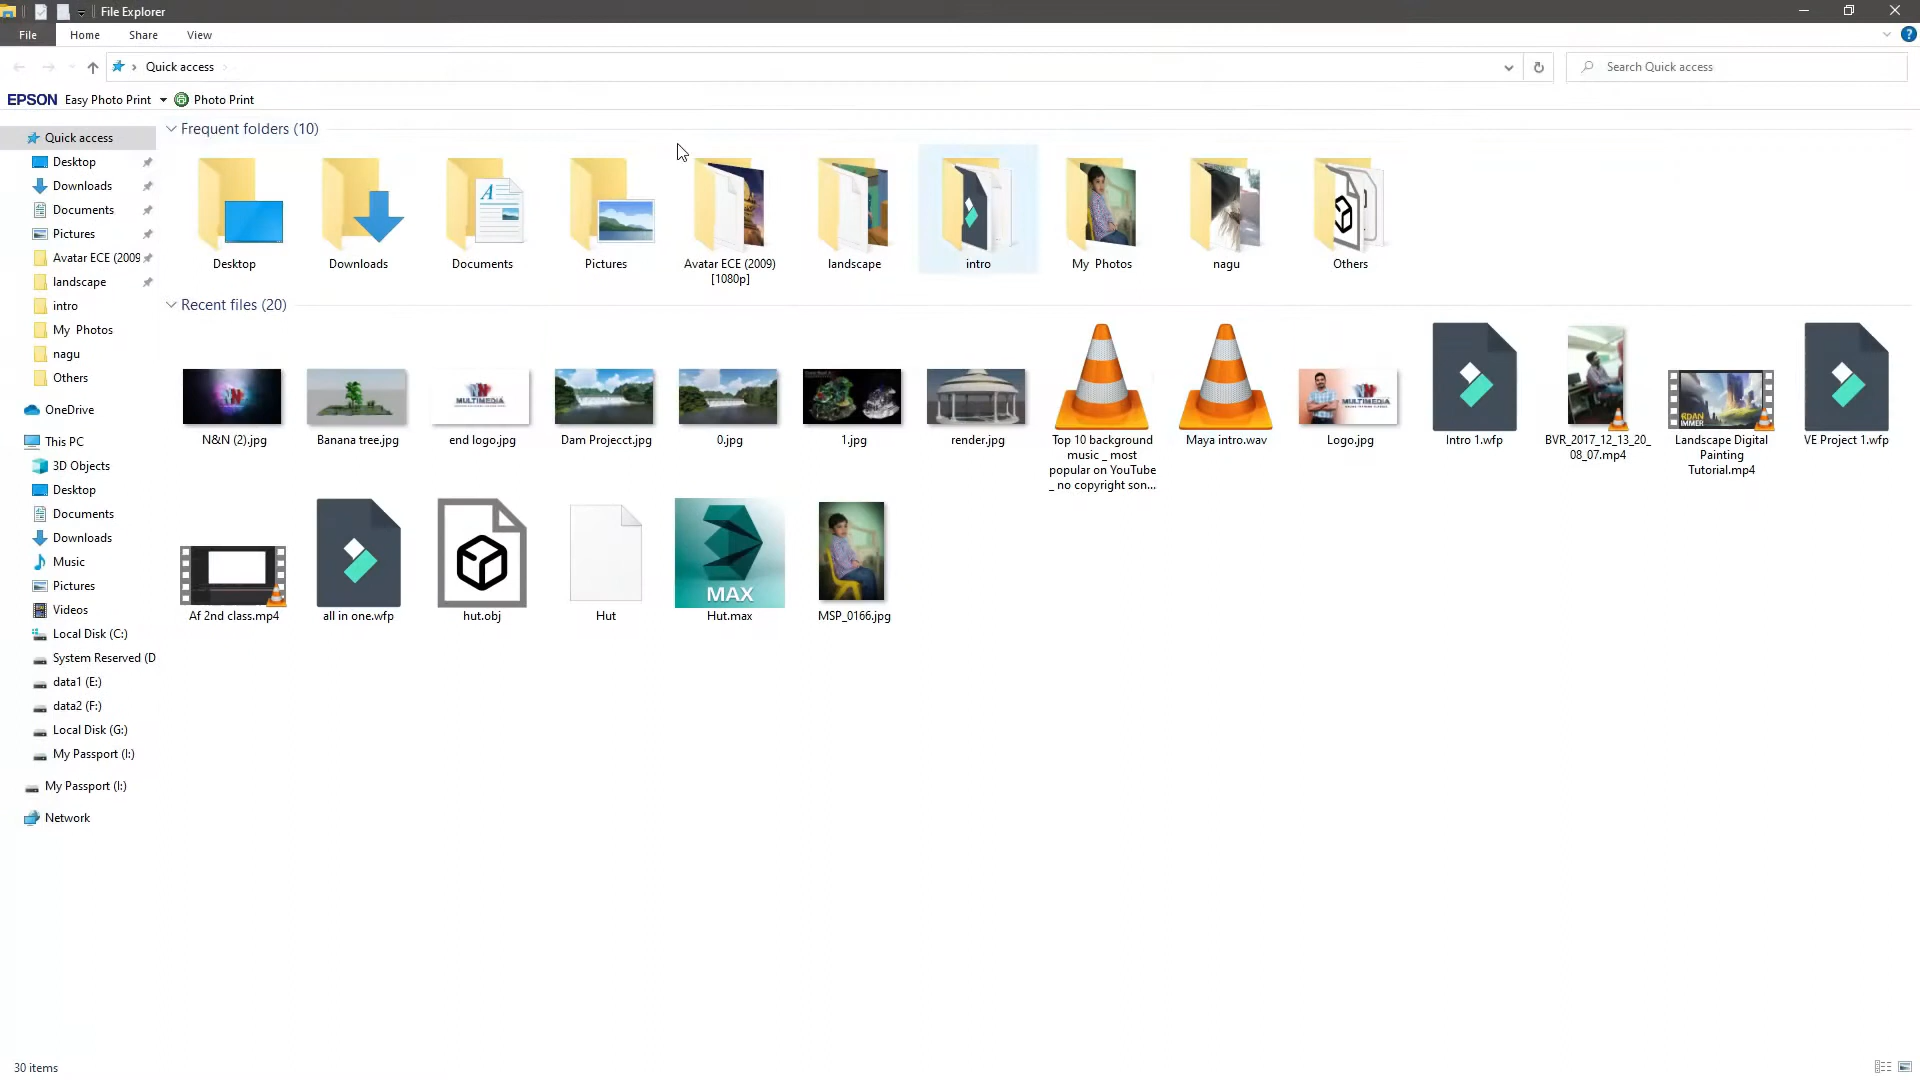 File Explorer
File Home Share View
Quick access
Search Quick access
EPSON Easy Photo Print Photo Print
Quick access
Desktop
Downloads
Documents
Pictures
Avatar ECE (2009
landscape
intro
My Photos
nagu
Others
OneDrive
This PC
3D Objects
Desktop
Documents
Downloads
Music
Pictures
Videos
Local Disk (C:)
System Reserved (D
data1 (E:)
data2 (F:)
Local Disk (G:)
My Passport (I:)
My Passport (I:)
Network
Frequent folders (10)
Desktop
Downloads
Documents
Pictures
Avatar ECE (2009)
[1080p]
landscape
intro
My Photos
nagu
Others
Recent files (20)
N&N (2).jpg
Banana tree.jpg
MULTIMEDIA
end logo.jpg
Dam Projecct.jpg
0.jpg
1.jpg
render.jpg
Top 10 background
music _ most
popular on YouTube
_ no copyright son...
Maya intro.wav
MULTIMEDIA
Logo.jpg
Intro 1.wfp
BVR_2017_12_13_20_
08_07.mp4
Landscape Digital
Painting
Tutorial.mp4
VE Project 1.wfp
Af 2nd class.mp4
all in one.wfp
hut.obj
Hut
MAX
Hut.max
MSP_0166.jpg
30 items